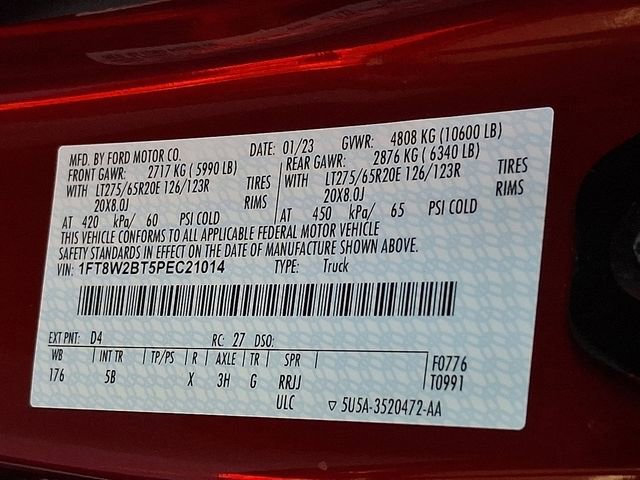 MFD. BY FORD MOTOR CO. DATE: 01/23 GVWR: 4808 KG (10600 LB)
FRONT GAWR: 2717 KG (5990 LB) REAR GAWR: 2876 KG (6340 LB)
WITH LT275/65R20E 126/123R TIRES WITH LT275/65R20E 126/123R TIRES
20X8.0J RIMS 20X8.0J RIMS
AT 420 kPa/ 60 PSI COLD AT 450 kPa/ 65 PSI COLD
THIS VEHICLE CONFORMS TO ALL APPLICABLE FEDERAL MOTOR VEHICLE
SAFETY STANDARDS IN EFFECT ON THE DATE OF MANUFACTURE SHOWN ABOVE.
VIN: 1FT8W2BT5PEC21014 TYPE: Truck
EXT PNT: D4 RC: 27 DSO:
WB INT TR TP/PS R AXLE TR SPR F0776
176 5B X 3H G RRJJ T0991
ULC ▽ 5U5A-3520472-AA